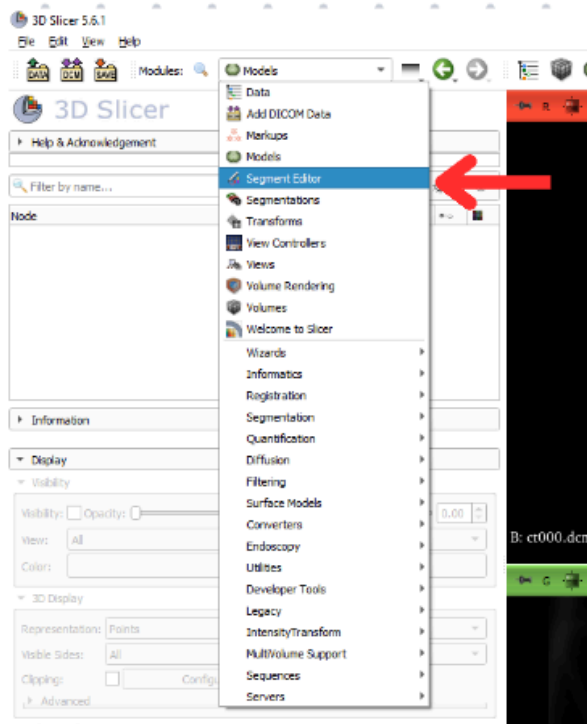 3D Slicer 5.6.1
File Edit View Help
DATA DCM SAVE Modules: Models
3D Slicer
Help & Acknowledgement
Filter by name...
Node
Data
Add DICOM Data
Markups
Models
Segment Editor
Segmentations
Transforms
View Controllers
Views
Volume Rendering
Volumes
Welcome to Slicer
Wizards
Informatics
Registration
Segmentation
Quantification
Diffusion
Filtering
Surface Models
Converters
Endoscopy
Utilities
Developer Tools
Legacy
IntensityTransform
MultiVolume Support
Sequences
Servers
Information
Display
Visibility
Visibility: Opacity: 0.00
View: All
Color:
3D Display
Representation: Points
Visible Sides: All
Clipping: Configu
Advanced
R
B: ct000.dcm
G